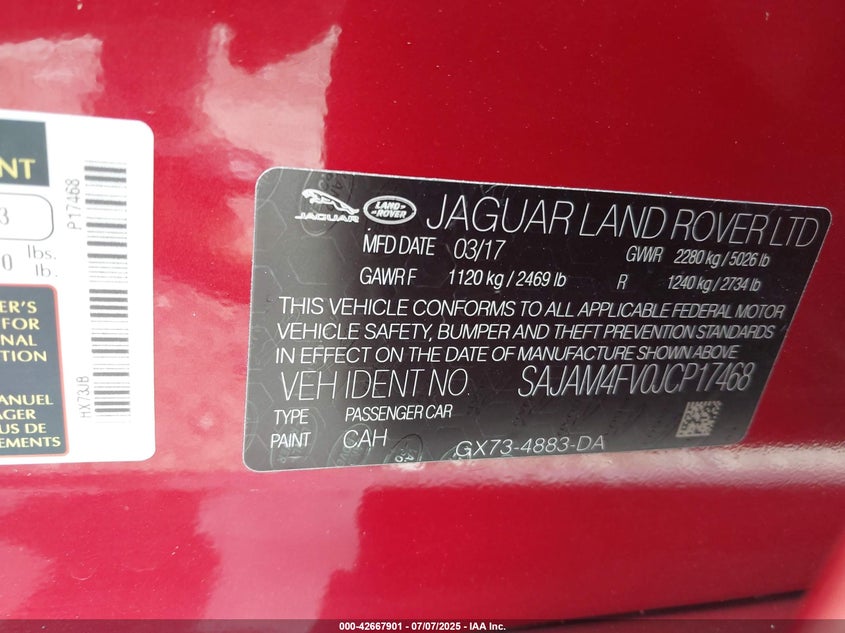 NT
3
0 lbs.
lb.
ER'S
FOR
NAL
TION
ANUEL
AGER
US DE
EMENTS
P17468
HX73JB
JAGUAR
LAND ROVER
JAGUAR LAND ROVER LTD
MFD DATE 03/17 GVWR 2280 kg / 5026 lb
GAWR F 1120 kg / 2469 lb R 1240 kg / 2734 lb
THIS VEHICLE CONFORMS TO ALL APPLICABLE FEDERAL MOTOR
VEHICLE SAFETY, BUMPER AND THEFT PREVENTION STANDARDS
IN EFFECT ON THE DATE OF MANUFACTURE SHOWN ABOVE
VEH IDENT NO. SAJAM4FV0JCP17468
TYPE PASSENGER CAR
PAINT CAH GX73-4883-DA
000-42667901 / 07/07/2025 - IAA Inc.